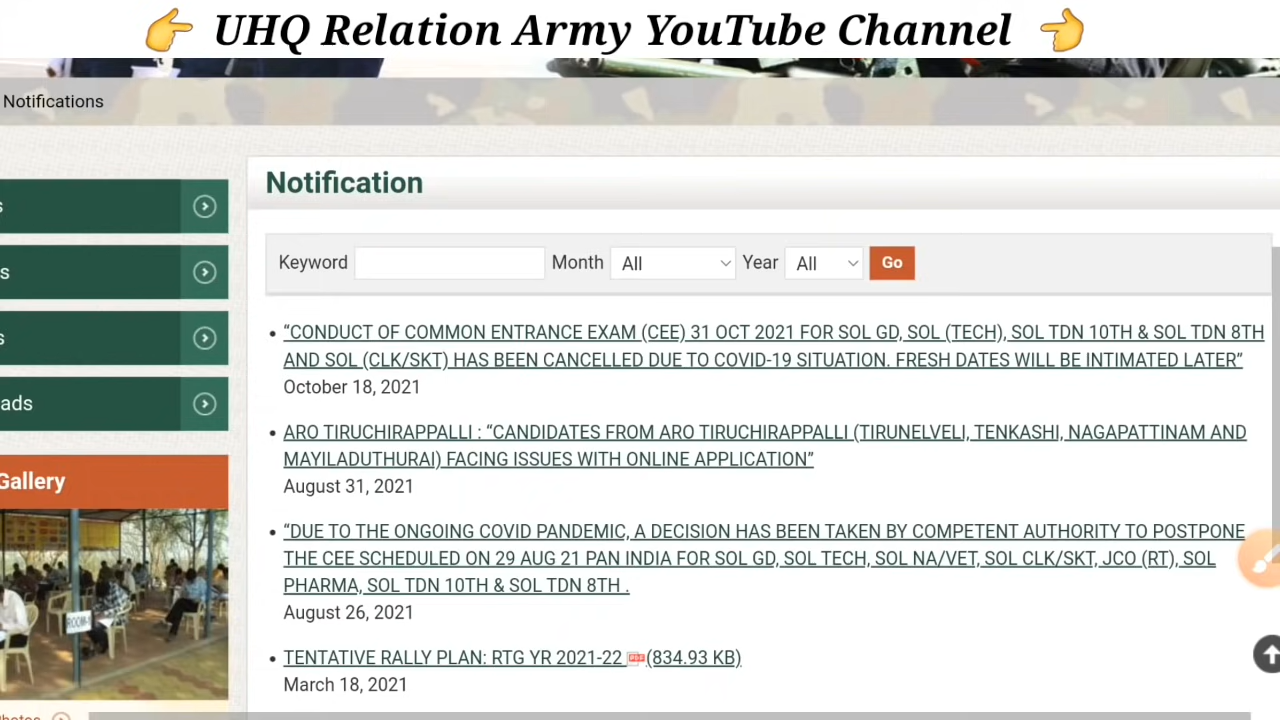 UHQ Relation Army YouTube Channel
Notifications
Notification
Keyword
Month All
Year All
Go
“CONDUCT OF COMMON ENTRANCE EXAM (CEE) 31 OCT 2021 FOR SOL GD, SOL (TECH), SOL TDN 10TH & SOL TDN 8TH
AND SOL (CLK/SKT) HAS BEEN CANCELLED DUE TO COVID-19 SITUATION. FRESH DATES WILL BE INTIMATED LATER”
October 18, 2021
ARO TIRUCHIRAPPALLI : “CANDIDATES FROM ARO TIRUCHIRAPPALLI (TIRUNELVELI, TENKASHI, NAGAPATTINAM AND
MAYILADUTHURAI) FACING ISSUES WITH ONLINE APPLICATION”
August 31, 2021
“DUE TO THE ONGOING COVID PANDEMIC, A DECISION HAS BEEN TAKEN BY COMPETENT AUTHORITY TO POSTPONE
THE CEE SCHEDULED ON 29 AUG 21 PAN INDIA FOR SOL GD, SOL TECH, SOL NA/VET, SOL CLK/SKT, JCO (RT), SOL
PHARMA, SOL TDN 10TH & SOL TDN 8TH .
August 26, 2021
TENTATIVE RALLY PLAN: RTG YR 2021-22 (834.93 KB)
March 18, 2021
s
s
s
ads
Gallery